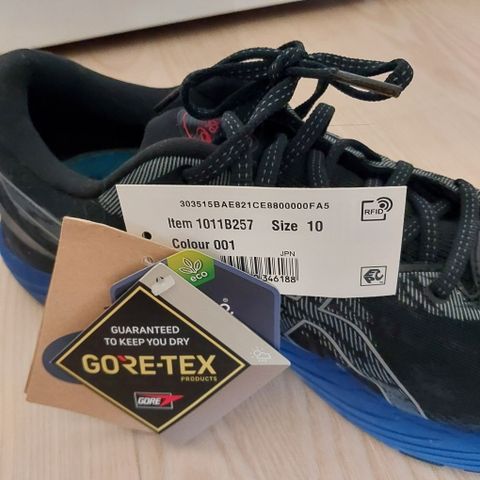 303515BAE821CE8800000FA5
RFID
Item 1011B257 Size 10
Colour 001
JPN
346188
eco
GUARANTEED
TO KEEP YOU DRY
GORE-TEX
PRODUCTS
GORE